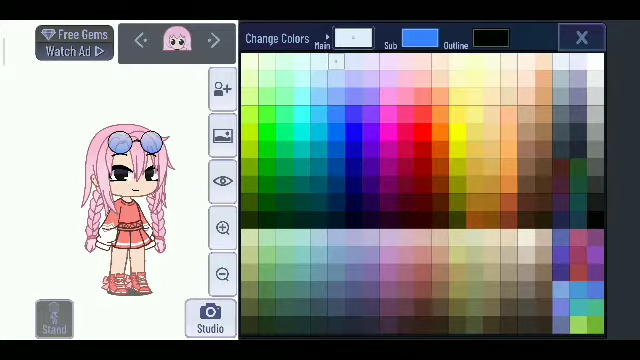 Free Gems
Watch Ad
Change Colors
Main
Sub
Outline
X
Stand
Studio